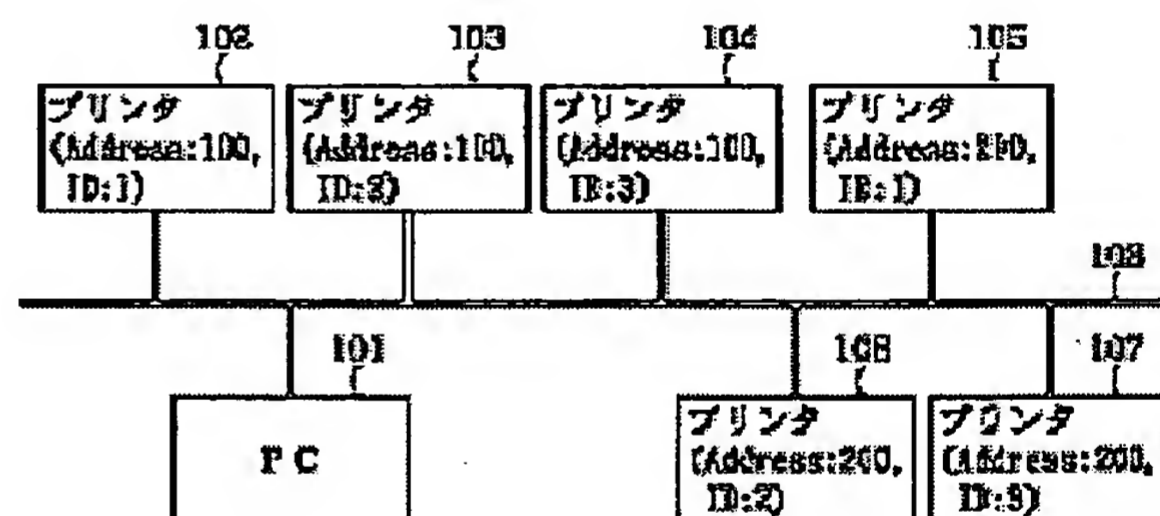 102
103
104
105
プリンタ
(Address:100,
ID:1)
プリンタ
(Address:100,
ID:2)
プリンタ
(Address:100,
ID:3)
プリンタ
(Address:200,
ID:1)
108
101
106
107
PC
プリンタ
(Address:200,
ID:2)
プリンタ
(Address:200,
ID:3)